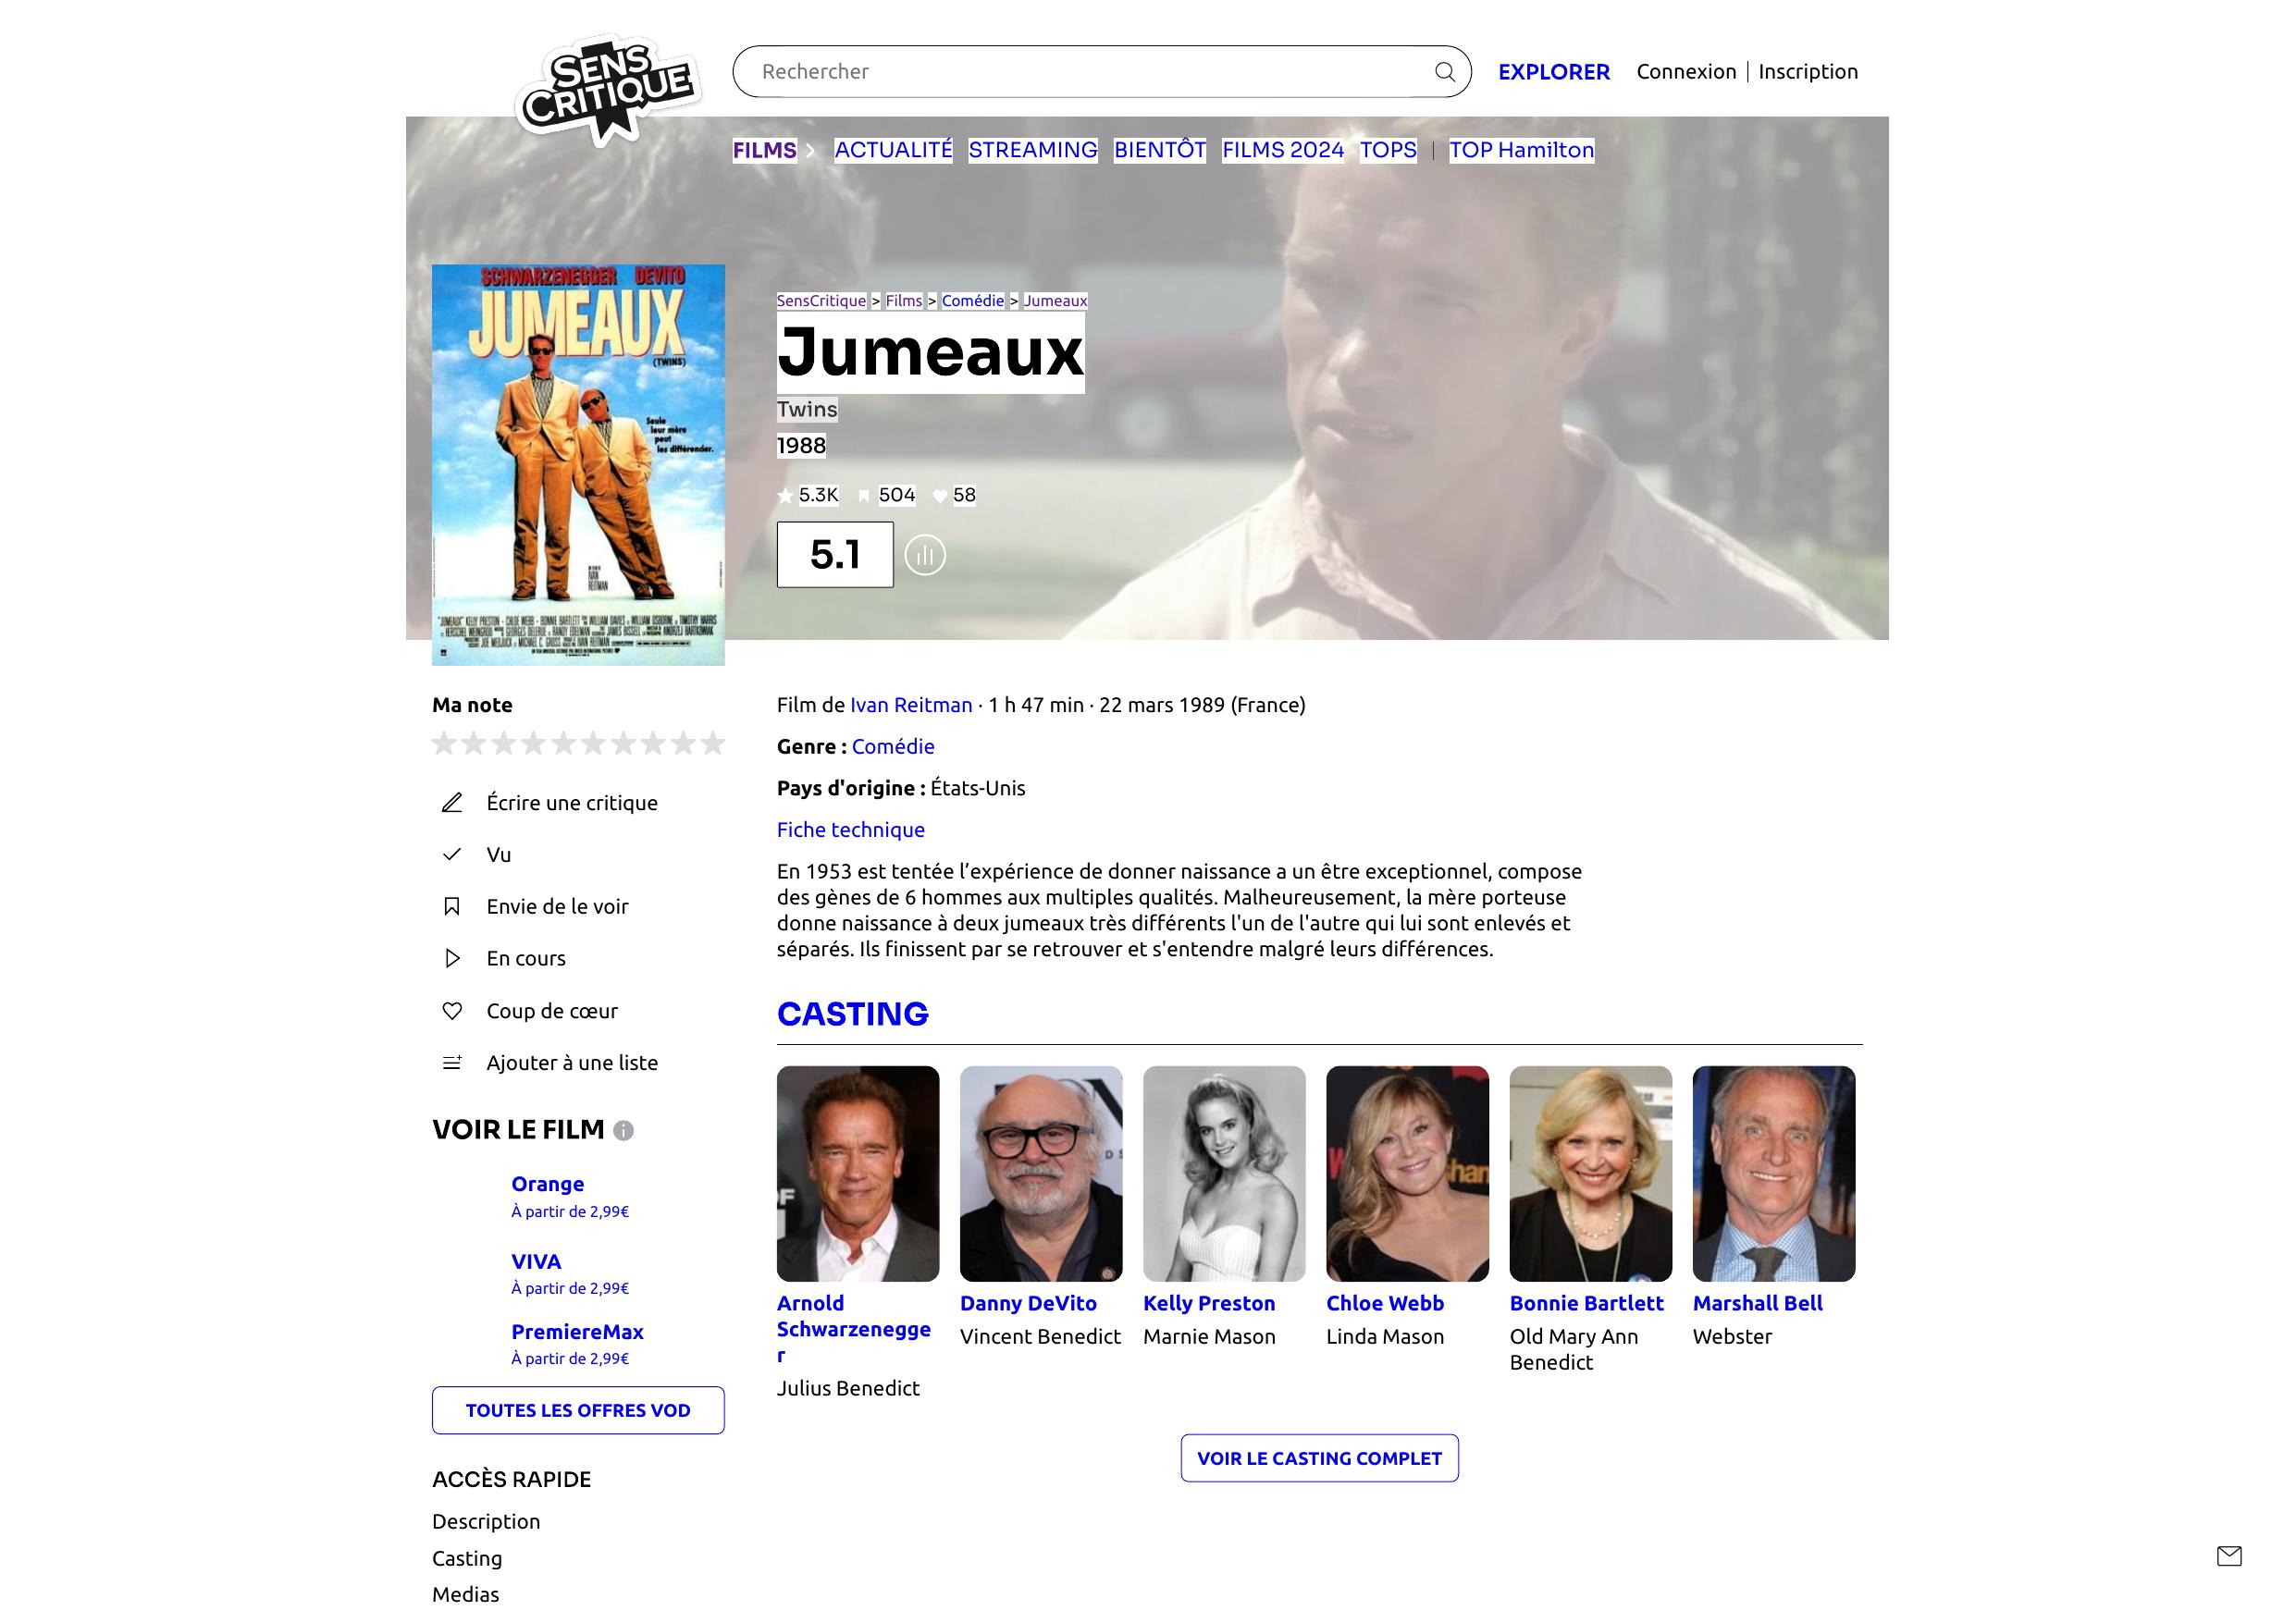 SENS
CRITIQUE
Rechercher
EXPLORER
Connexion
Inscription
FILMS
ACTUALITÉ
STREAMING
BIENTÔT
FILMS 2024
TOPS
TOP Hamilton
SCHWARZENEGGER DEVITO
JUMEAUX
(TWINS)
Seule
leur mère
peut
les différencier.
SensCritique > Films > Comédie > Jumeaux
Jumeaux
Twins
1988
5.3K
504
58
5.1
Ma note
Écrire une critique
Vu
Envie de le voir
En cours
Coup de cœur
Ajouter à une liste
VOIR LE FILM
Orange
À partir de 2,99€
VIVA
À partir de 2,99€
PremiereMax
À partir de 2,99€
TOUTES LES OFFRES VOD
ACCÈS RAPIDE
Description
Casting
Medias
Film de Ivan Reitman · 1 h 47 min · 22 mars 1989 (France)
Genre : Comédie
Pays d'origine : États-Unis
Fiche technique
En 1953 est tentée l’expérience de donner naissance a un être exceptionnel, compose
des gènes de 6 hommes aux multiples qualités. Malheureusement, la mère porteuse
donne naissance à deux jumeaux très différents l'un de l'autre qui lui sont enlevés et
séparés. Ils finissent par se retrouver et s'entendre malgré leurs différences.
CASTING
Arnold
Schwarzenegge
r
Julius Benedict
Danny DeVito
Vincent Benedict
Kelly Preston
Marnie Mason
Chloe Webb
Linda Mason
Bonnie Bartlett
Old Mary Ann
Benedict
Marshall Bell
Webster
VOIR LE CASTING COMPLET